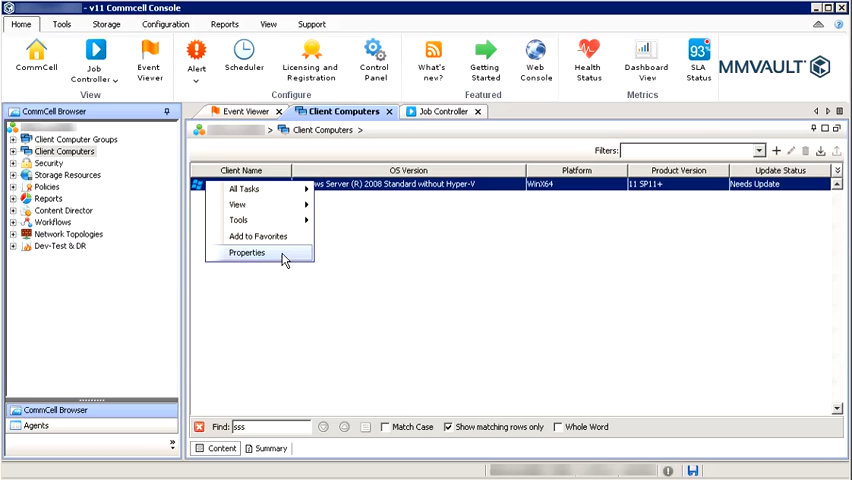 - v11 Commcell Console
Home Tools Storage Configuration Reports View Support
CommCell
Job Controller
Event Viewer
Alert
Scheduler
Licensing and Registration
Control Panel
What's new?
Getting Started
Web Console
Health Status
Dashboard View
93%
SLA Status
MMVAULT
View Configure Featured Metrics
CommCell Browser
Event Viewer Client Computers Job Controller
> Client Computers >
Client Computer Groups
Client Computers
Security
Storage Resources
Policies
Reports
Content Director
Workflows
Network Topologies
Dev-Test & DR
Filters:
Client Name OS Version Platform Product Version Update Status
ws Server (R) 2008 Standard without Hyper-V WinX64 11 SP11+ Needs Update
All Tasks
View
Tools
Add to Favorites
Properties
CommCell Browser
Agents
Find: sss Match Case Show matching rows only Whole Word
Content Summary